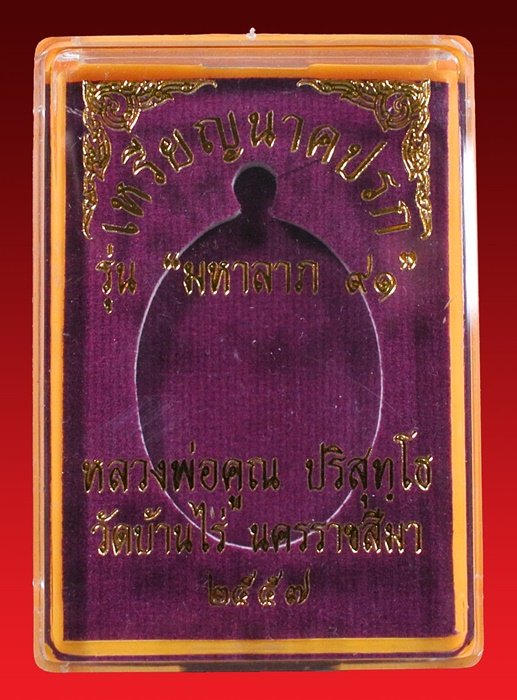 เหรียญนาคปรก
รุ่น "มหาลาภ ๙๑"
หลวงพ่อคูณ ปริสุทฺโธ
วัดบ้านไร่ นครราชสีมา
๒๕๕๗